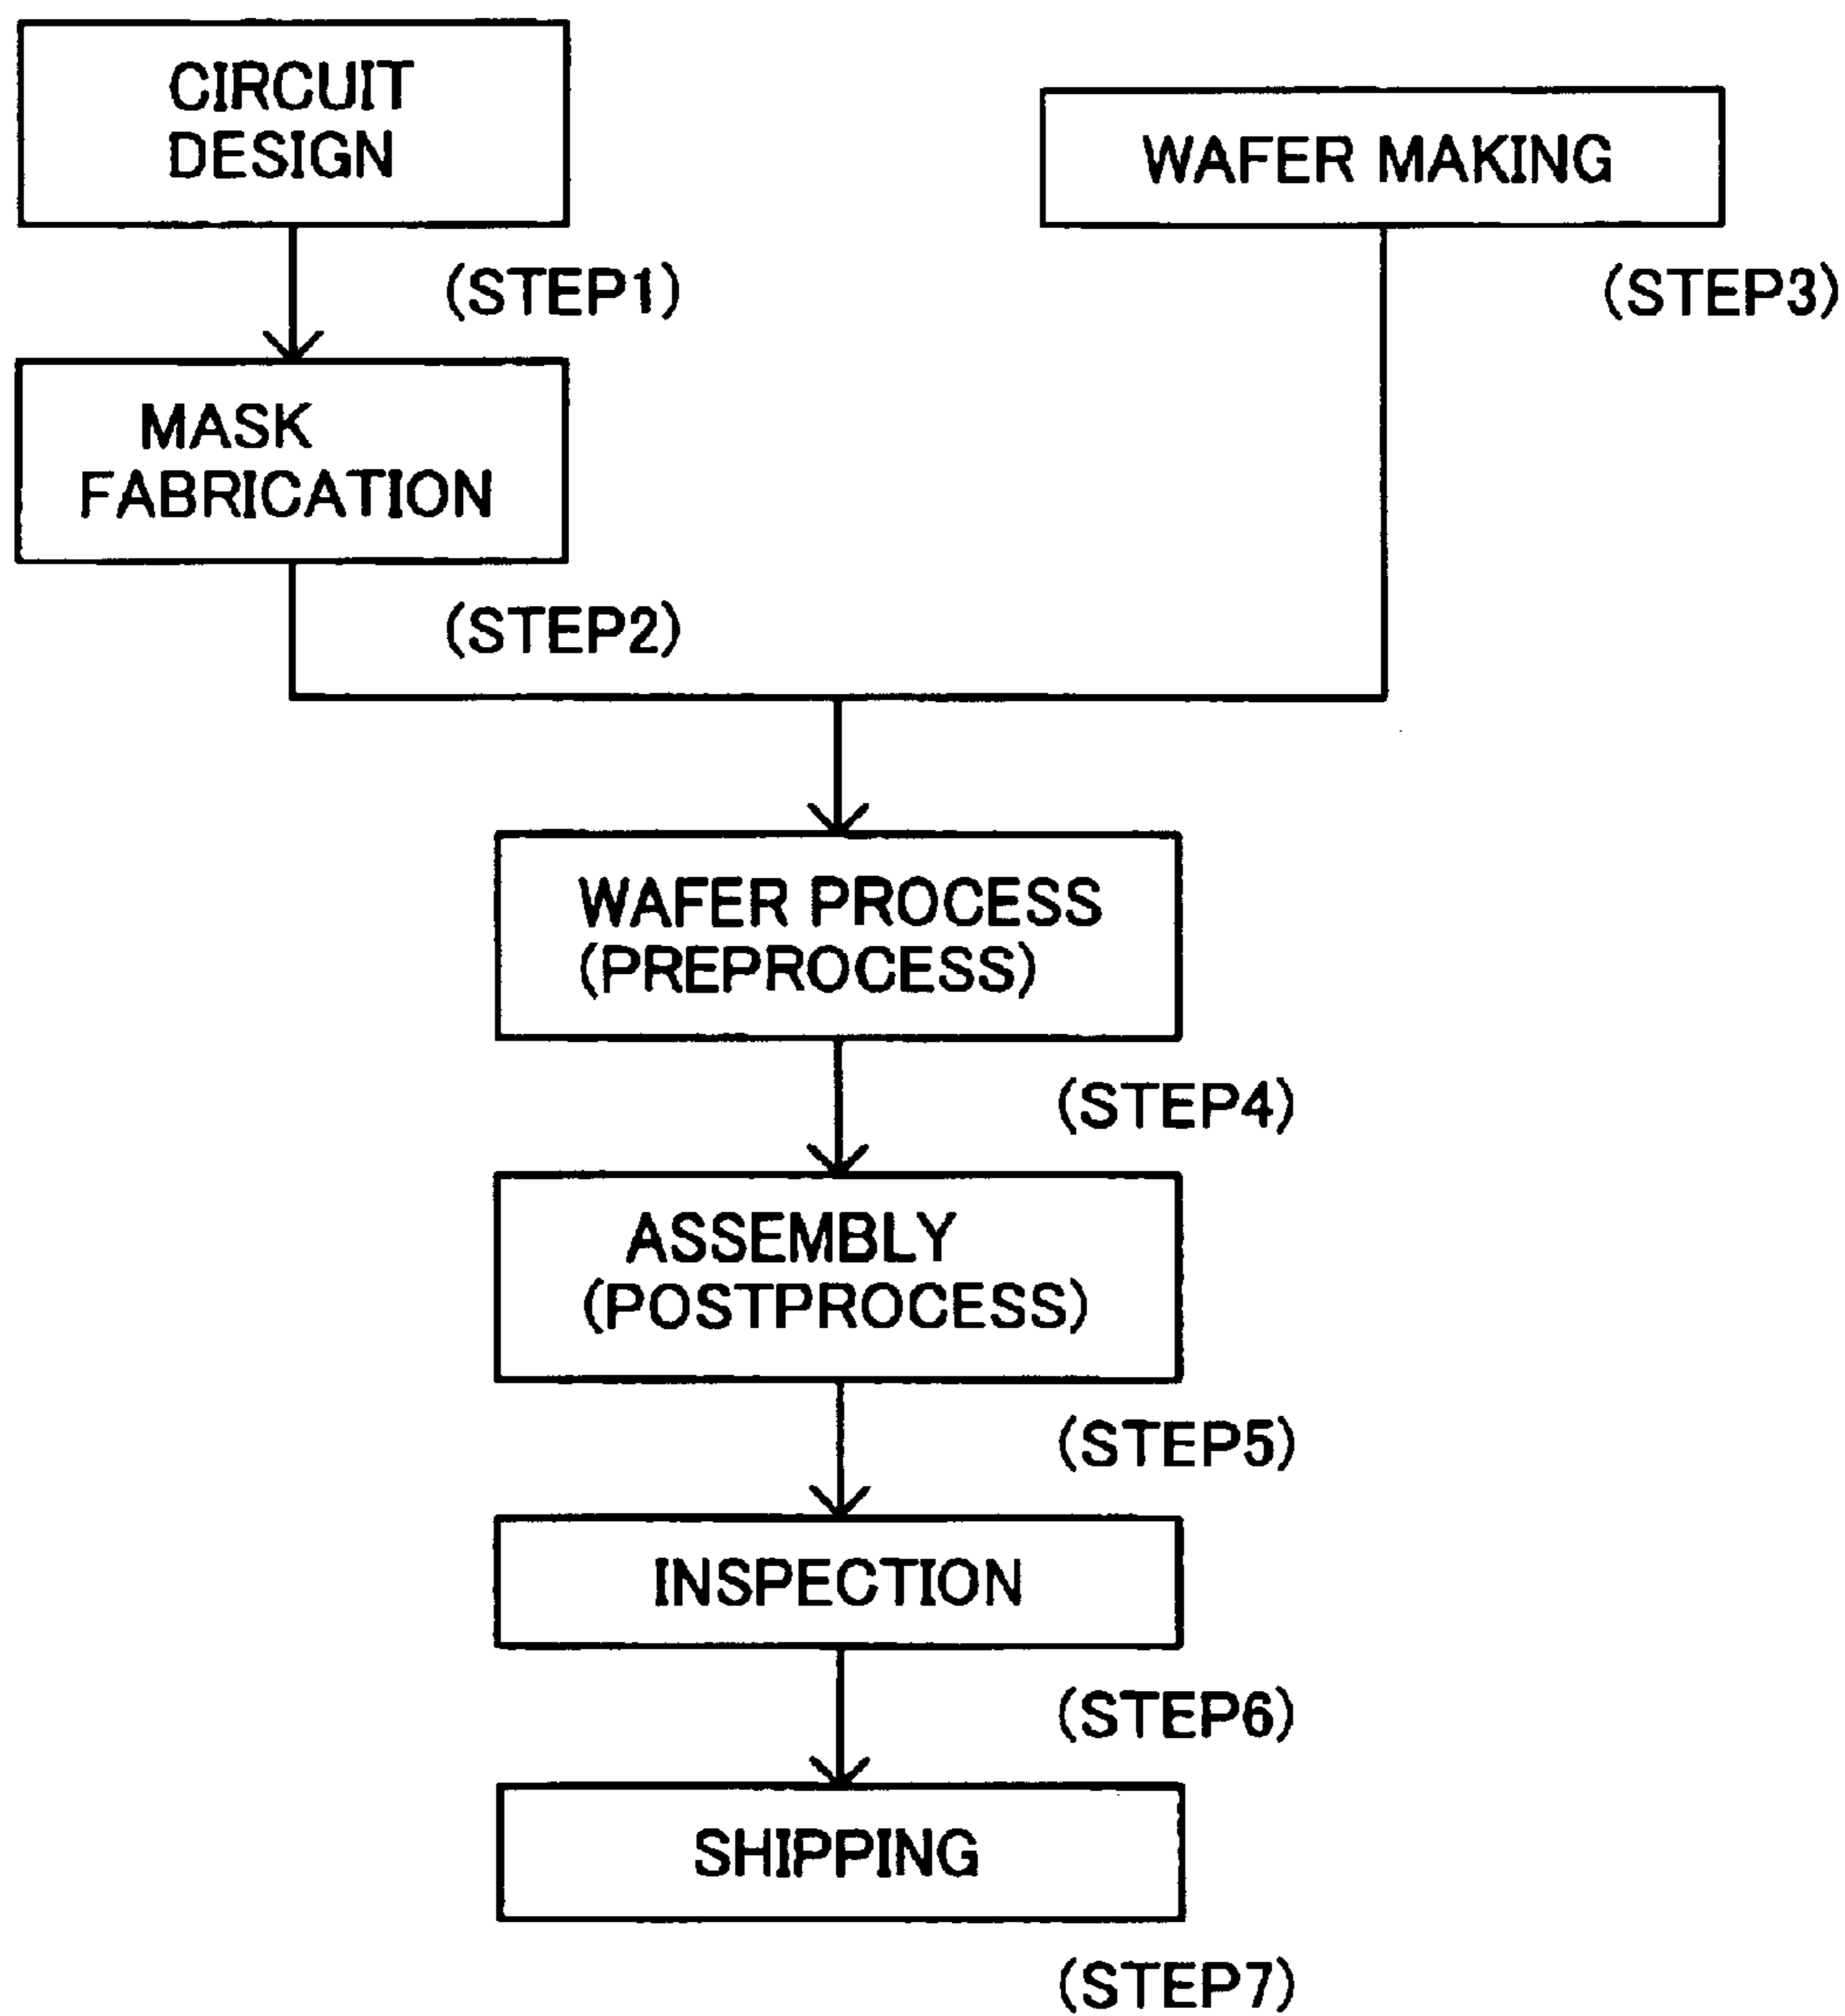 CIRCUIT
DESIGN
(STEP1)
MASK
FABRICATION
(STEP2)
WAFER MAKING
(STEP3)
WAFER PROCESS
(PREPROCESS)
(STEP4)
ASSEMBLY
(POSTPROCESS)
(STEP5)
INSPECTION
(STEP6)
SHIPPING
(STEP7)